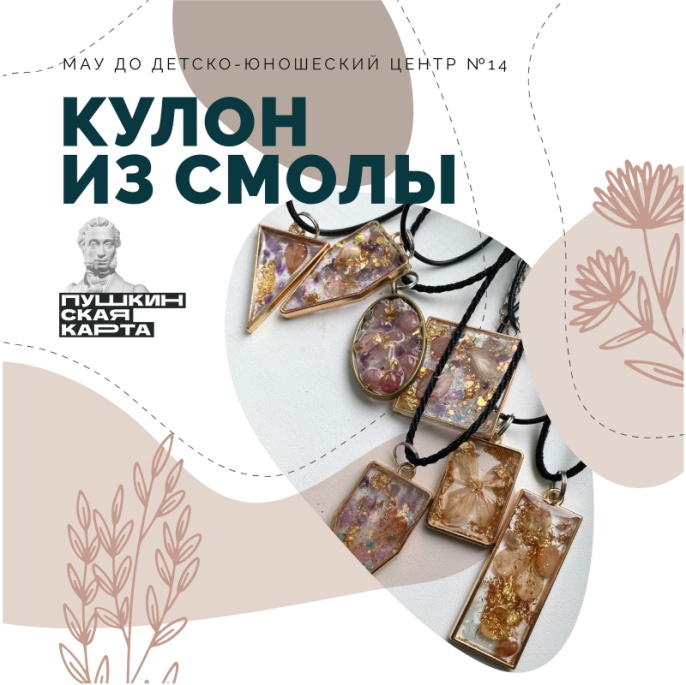 МАУ ДО ДЕТСКО-ЮНОШЕСКИЙ ЦЕНТР №14
КУЛОН
ИЗ СМОЛЫ
ПУШКИН
СКАЯ
КАРТА